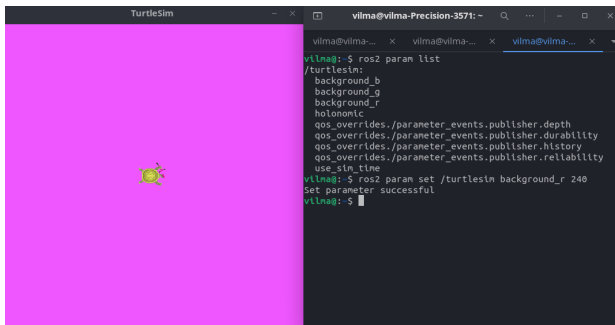 TurtleSim
vilma@vilma-Precision-3571: ~
vilma@vilma-...
vilma@vilma-...
vilma@vilma-...
vilma@:~$ ros2 param list
/turtlesim:
  background_b
  background_g
  background_r
  holonomic
  qos_overrides./parameter_events.publisher.depth
  qos_overrides./parameter_events.publisher.durability
  qos_overrides./parameter_events.publisher.history
  qos_overrides./parameter_events.publisher.reliability
  use_sim_time
vilma@:~$ ros2 param set /turtlesim background_r 240
Set parameter successful
vilma@:~$